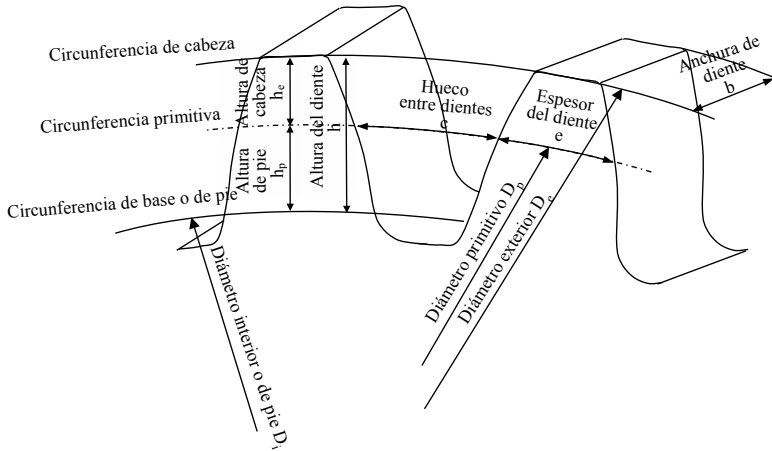 Circunferencia de cabeza
Circunferencia primitiva
Circunferencia de base o de pie
Altura de
cabeza
hₑ
Altura
de pie
hₚ
Altura del diente
h
Hueco
entre dientes
c
Espesor
del diente
e
Anchura de
diente
b
Diámetro interior o de pie Dᵢ
Diámetro primitivo Dₚ
Diámetro exterior Dₑ